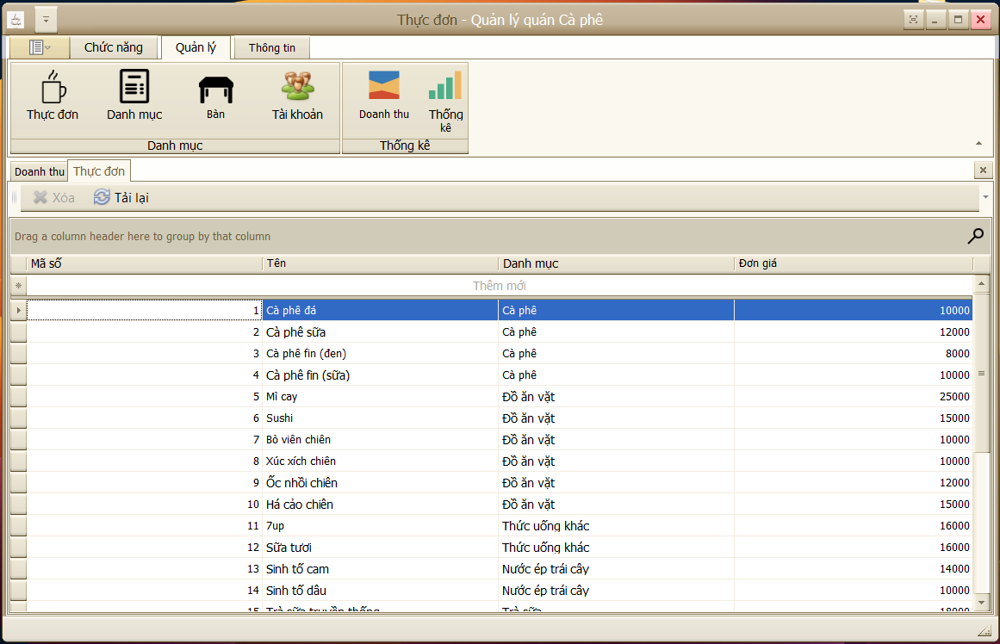 Thực đơn - Quản lý quán Cà phê
Chức năng Quản lý Thông tin
Thực đơn Danh mục Bàn Tài khoản Doanh thu Thống kê
Danh mục Thống kê
Doanh thu Thực đơn
Xóa Tải lại
Drag a column header here to group by that column
Mã số Tên Danh mục Đơn giá
Thêm mới
1 Cà phê đá Cà phê 10000
2 Cà phê sữa Cà phê 12000
3 Cà phê fin (đen) Cà phê 8000
4 Cà phê fin (sữa) Cà phê 10000
5 Mì cay Đồ ăn vặt 25000
6 Sushi Đồ ăn vặt 15000
7 Bò viên chiên Đồ ăn vặt 10000
8 Xúc xích chiên Đồ ăn vặt 10000
9 Ốc nhồi chiên Đồ ăn vặt 12000
10 Há cảo chiên Đồ ăn vặt 15000
11 7up Thức uống khác 16000
12 Sữa tươi Thức uống khác 16000
13 Sinh tố cam Nước ép trái cây 14000
14 Sinh tố dâu Nước ép trái cây 10000
15 Trà sữa truyền thống Trà sữa 18000